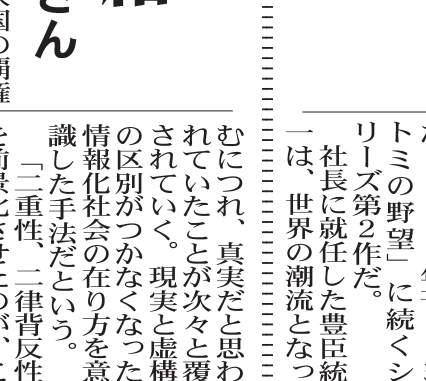 トミの野望」に続くシ
リーズ第2作だ。
社長に就任した豊臣統
一は、世界の潮流となっ
さん
むにつれ、真実だと思わ
れていたことが次々と覆
されていく。現実と虚構
の区別がつかなくなった
情報化社会の在り方を意
識した手法だという。
「二重性、二律背反性
国の覇権